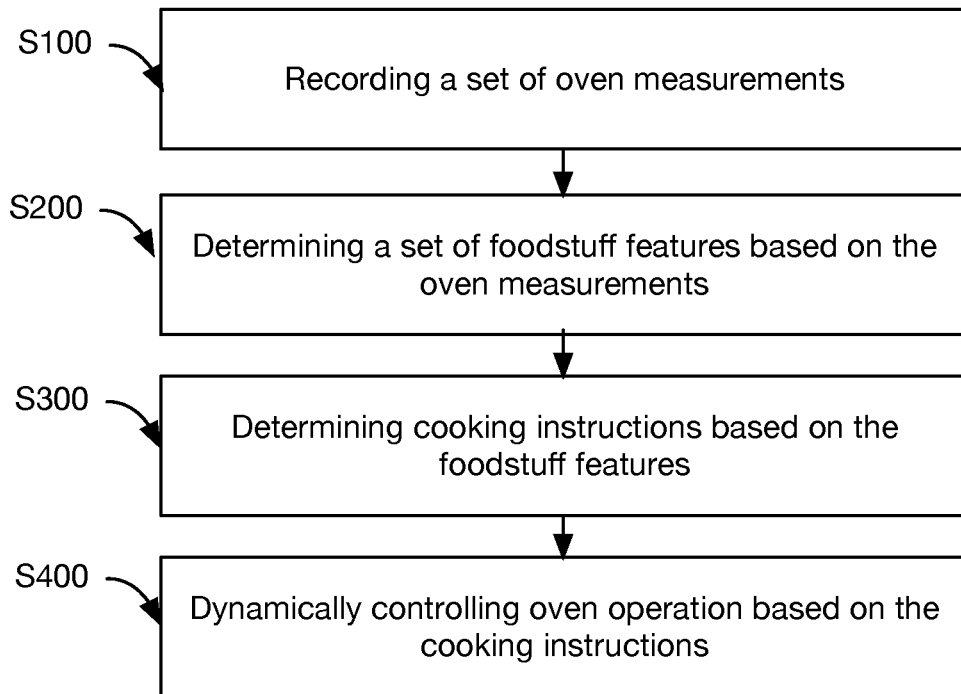 S100
Recording a set of oven measurements
S200
Determining a set of foodstuff features based on the
oven measurements
S300
Determining cooking instructions based on the
foodstuff features
S400
Dynamically controlling oven operation based on the
cooking instructions